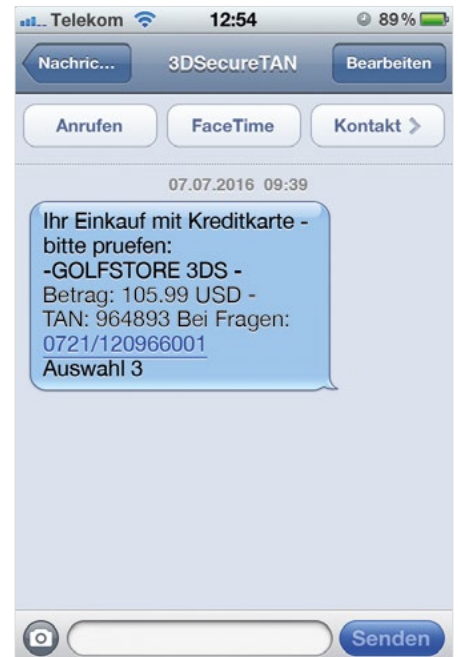 Telekom 12:54 89%
Nachric... 3DSecureTAN Bearbeiten
Anrufen FaceTime Kontakt
07.07.2016 09:39
Ihr Einkauf mit Kreditkarte -
bitte pruefen:
-GOLFSTORE 3DS -
Betrag: 105.99 USD -
TAN: 964893 Bei Fragen:
0721/120966001
Auswahl 3
Senden